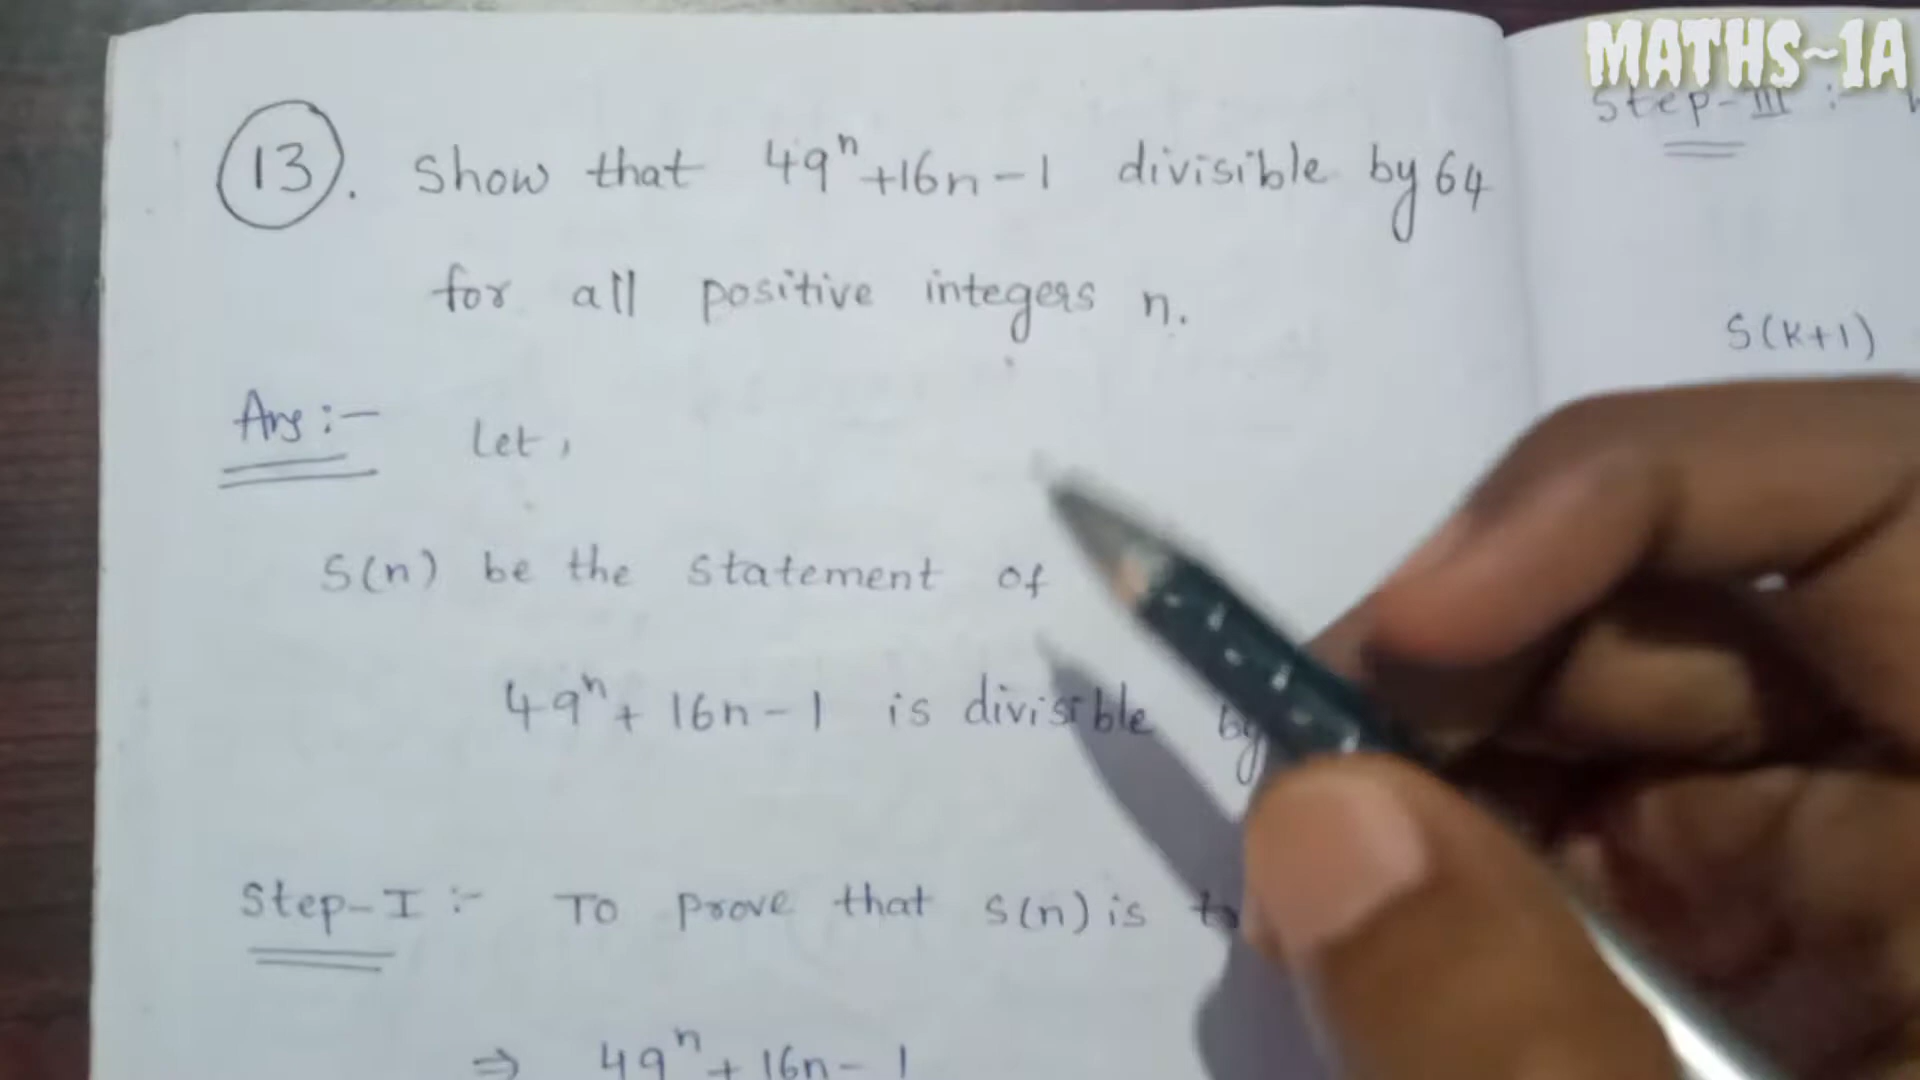 MATHS~1A
13. Show that 49ⁿ+16n-1 divisible by 64
for all positive integers n.
Ans:- Let,
S(n) be the statement of
49ⁿ + 16n-1 is divisible by
Step-I :- To prove that S(n) is
⇒ 49ⁿ + 16n-1
Step-III :-
S(k+1)